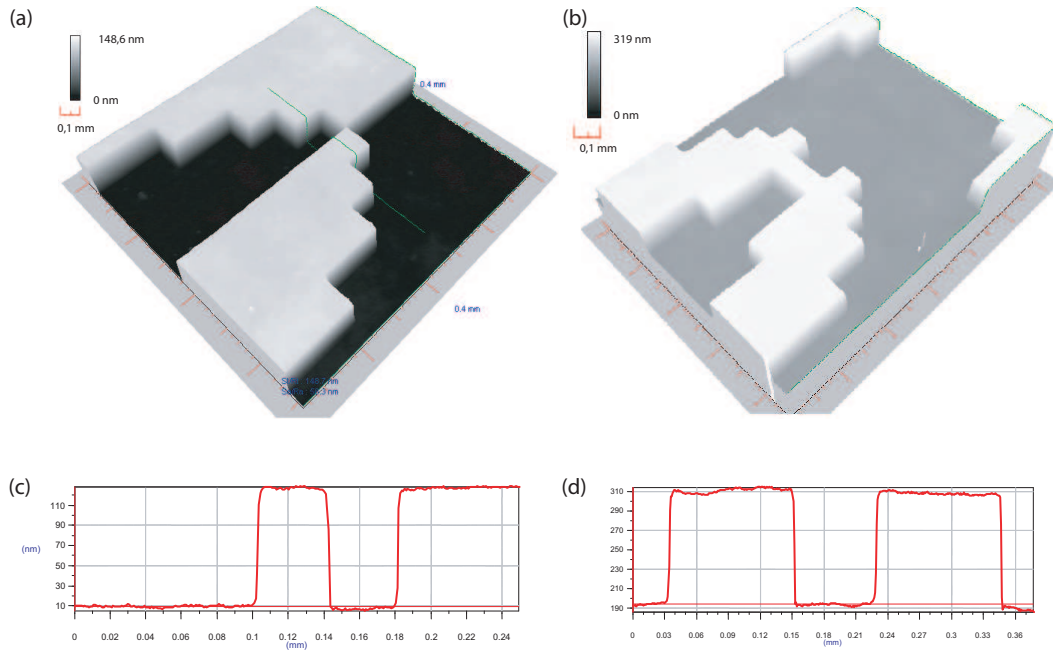 (a)
148,6 nm
0 nm
0,1 mm
0.4 mm
0.4 mm
(b)
319 nm
0 nm
0,1 mm
(c)
110
90
70
(nm)
50
30
10
0 0.02 0.04 0.06 0.08 0.1 0.12 0.14 0.16 0.18 0.2 0.22 0.24
(mm)
(d)
310
290
270
250
230
210
190
0 0.03 0.06 0.09 0.12 0.15 0.18 0.21 0.24 0.27 0.3 0.33 0.36
(mm)